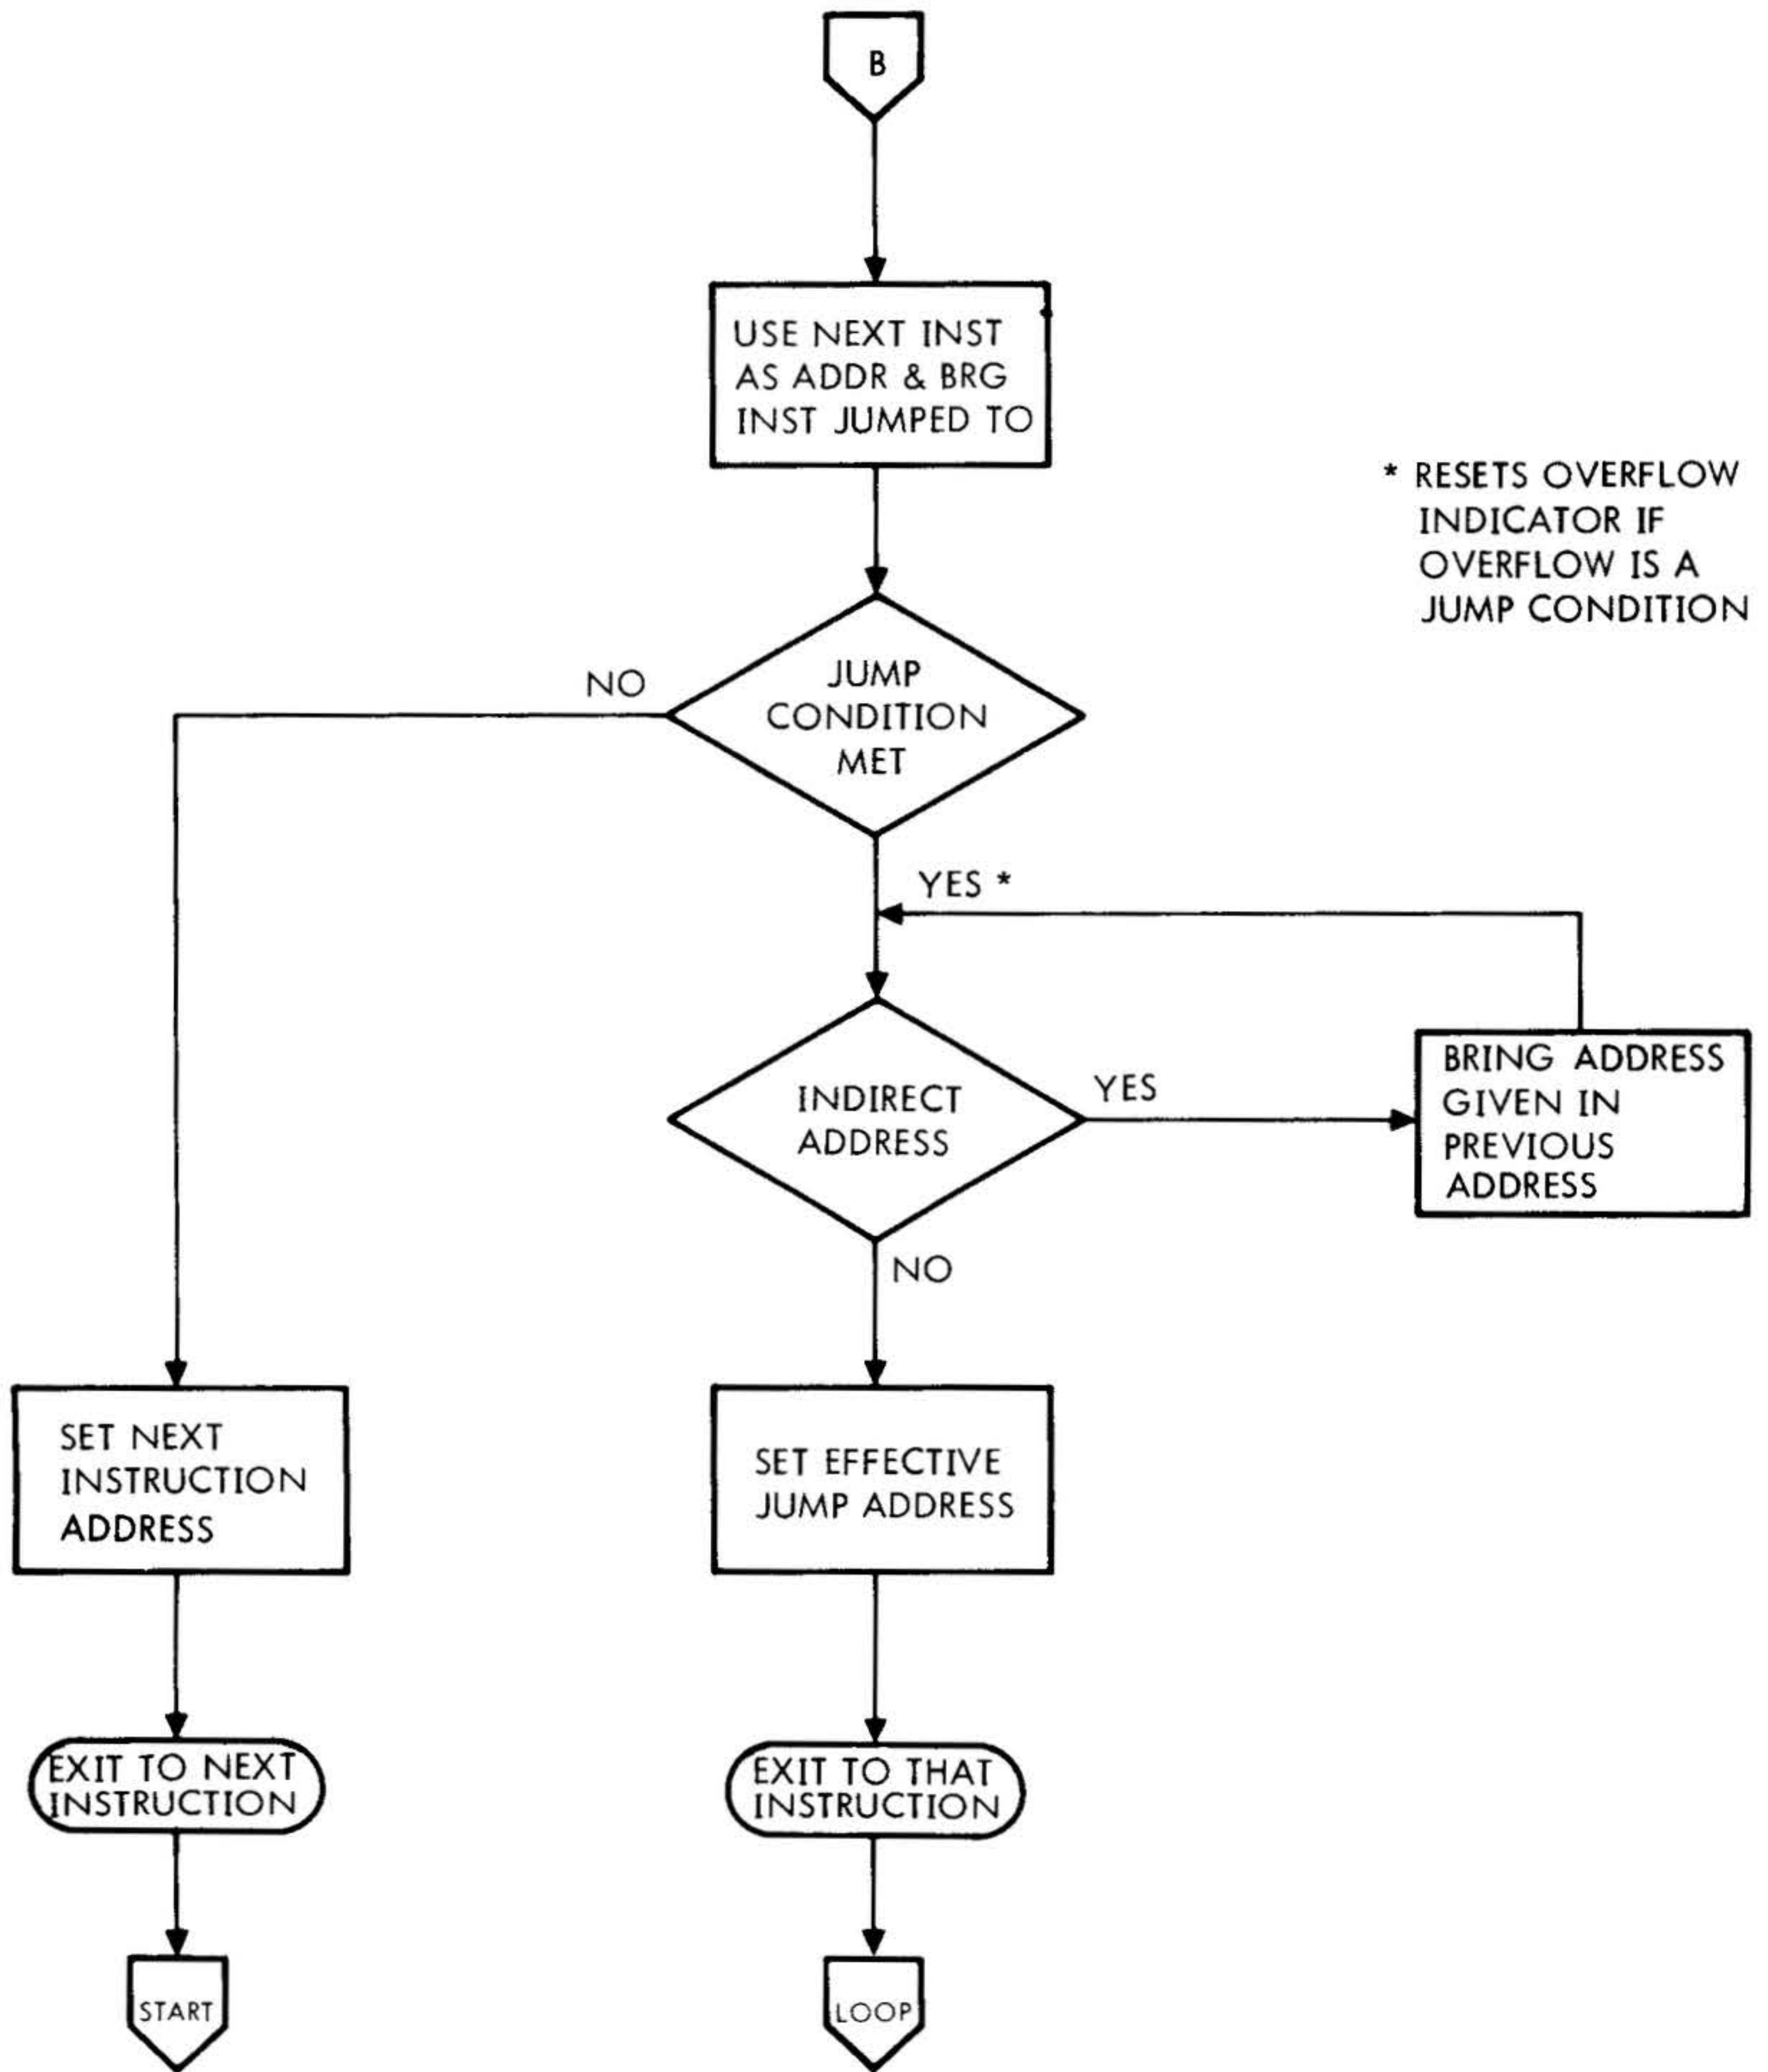 B
USE NEXT INST
AS ADDR & BRG
INST JUMPED TO
* RESETS OVERFLOW
INDICATOR IF
OVERFLOW IS A
JUMP CONDITION
NO
JUMP
CONDITION
MET
YES *
INDIRECT
ADDRESS
YES
BRING ADDRESS
GIVEN IN
PREVIOUS
ADDRESS
NO
SET NEXT
INSTRUCTION
ADDRESS
SET EFFECTIVE
JUMP ADDRESS
EXIT TO NEXT
INSTRUCTION
EXIT TO THAT
INSTRUCTION
START
LOOP